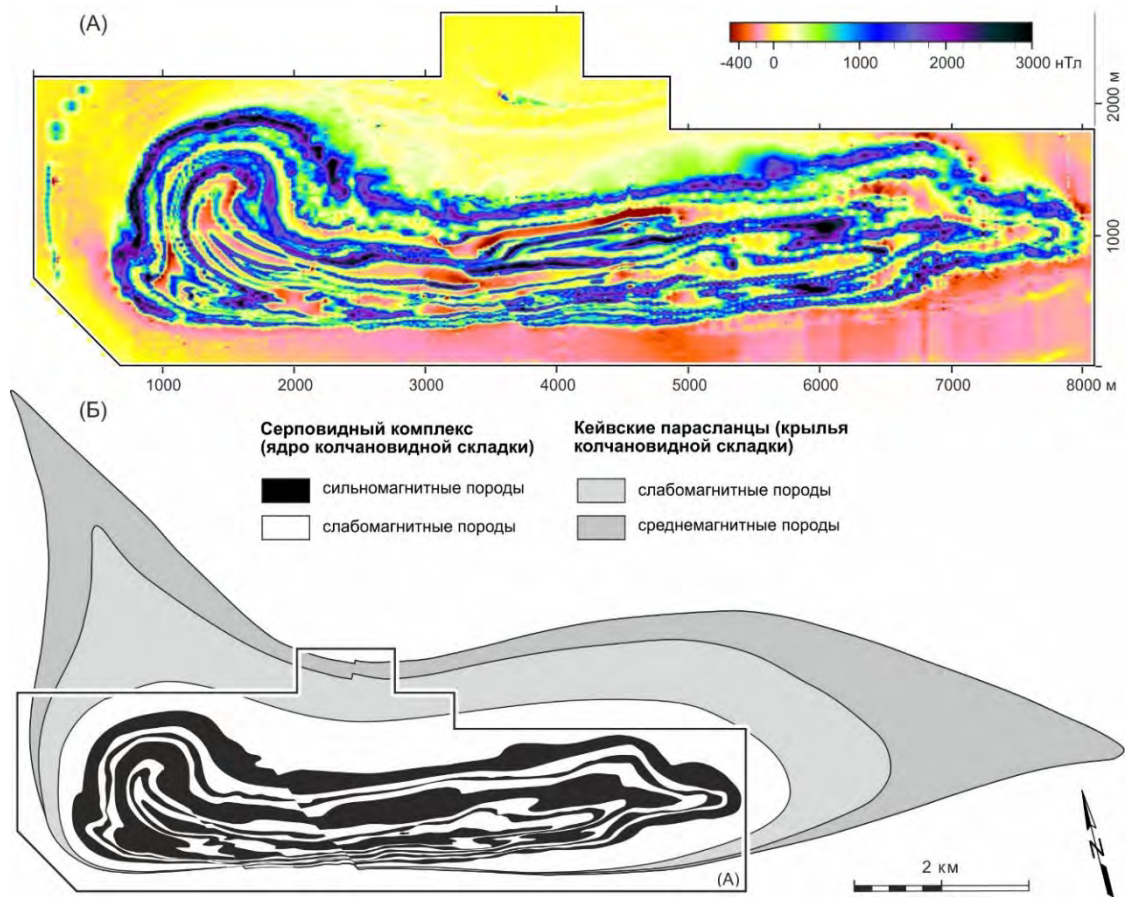 (А)
-400 0 1000 2000 3000 нТл
2000 м
1000
1000 2000 3000 4000 5000 6000 7000 8000 м
(Б)
Серповидный комплекс
(ядро колчановидной складки)
сильномагнитные породы
слабомагнитные породы
Кейвские парасланцы (крылья
колчановидной складки)
слабомагнитные породы
среднемагнитные породы
(А)
2 км
N